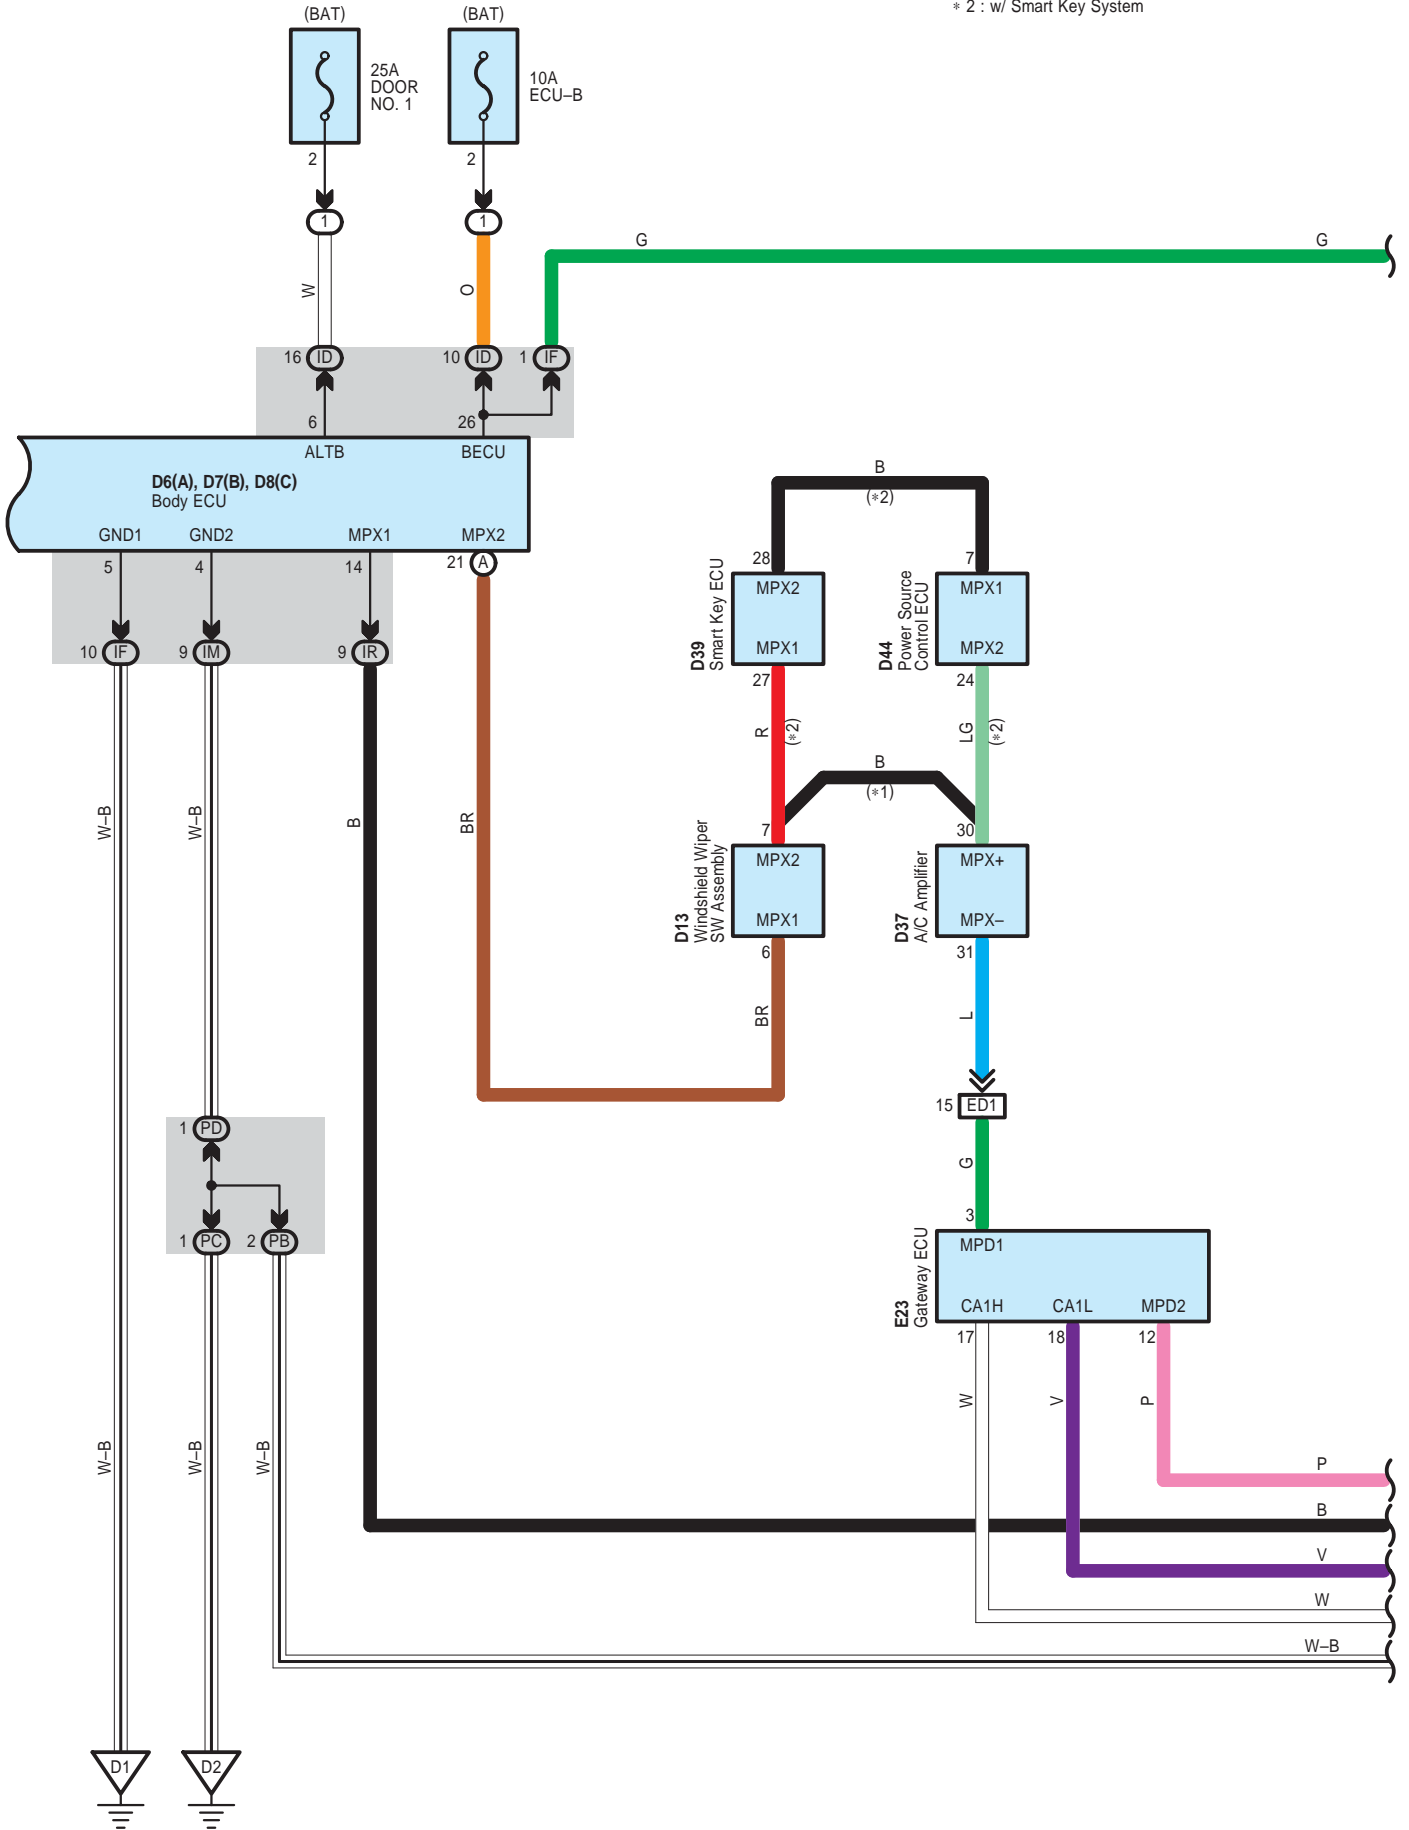 ∗ 2 : w/ Smart Key System
(BAT)
(BAT)
25A
DOOR
NO. 1
10A
ECU–B
2
2
1
1
G
G
W
O
16 ID
10 ID
1 IF
6
26
ALTB
BECU
D6(A), D7(B), D8(C)
Body ECU
GND1
GND2
MPX1
MPX2
5
4
14
21 A
10 IF
9 IM
9 IR
B
(∗2)
28
7
MPX2
MPX1
MPX1
MPX2
D39
Smart Key ECU
D44
Power Source
Control ECU
27
24
R
(∗2)
LG
(∗2)
B
(∗1)
W–B
W–B
B
BR
7
30
MPX2
MPX+
MPX1
MPX–
D13
Windshield Wiper
SW Assembly
D37
A/C Amplifier
6
31
BR
L
15 ED1
1 PD
G
3
1 PC
2 PB
MPD1
CA1H
CA1L
MPD2
E23
Gateway ECU
17
18
12
W
V
P
W–B
W–B
W–B
P
B
V
W
W–B
D1
D2